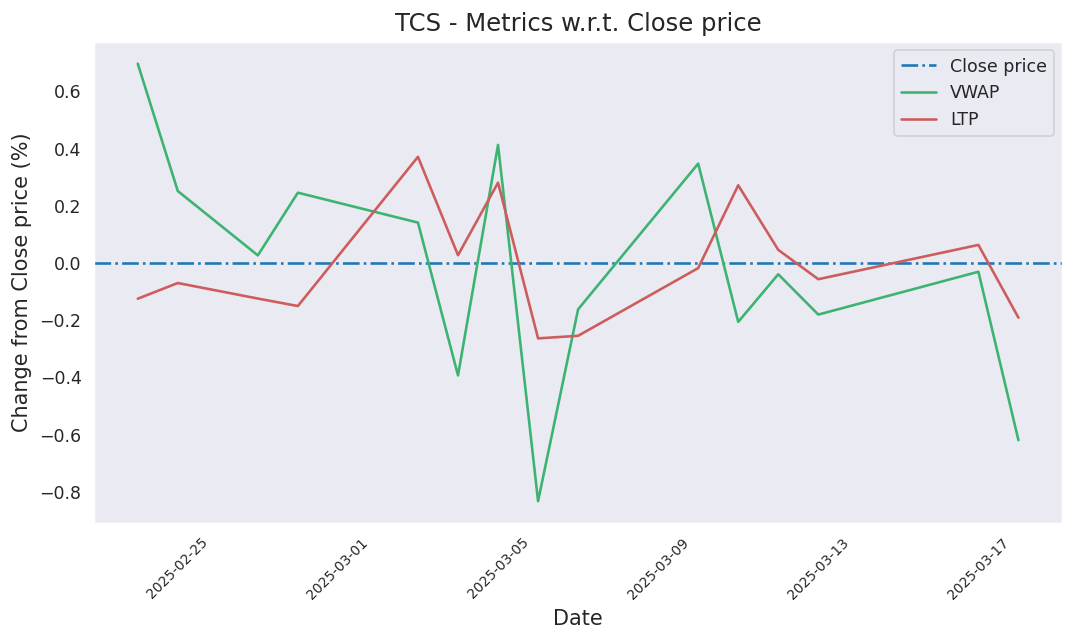 TCS - Metrics w.r.t. Close price
Close price
VWAP
LTP
Change from Close price (%)
0.6
0.4
0.2
0.0
−0.2
−0.4
−0.6
−0.8
2025-02-25
2025-03-01
2025-03-05
2025-03-09
2025-03-13
2025-03-17
Date